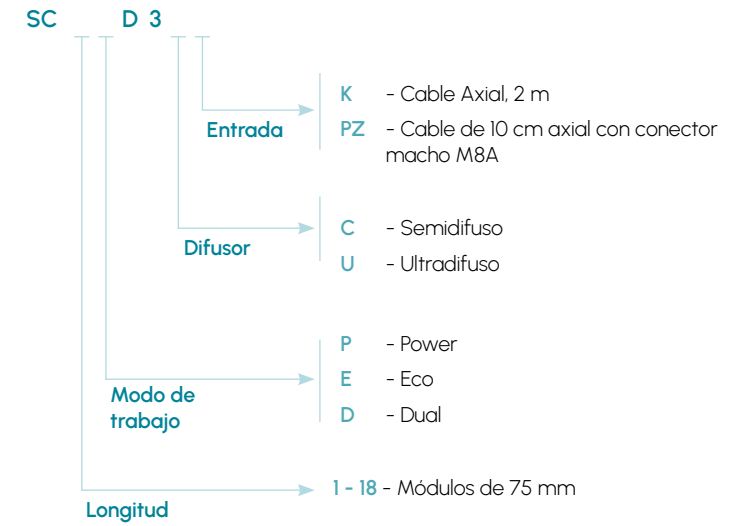 SC D 3
K - Cable Axial, 2 m
Entrada
PZ - Cable de 10 cm axial con conector
macho M8A
C - Semidifuso
Difusor
U - Ultradifuso
P - Power
E - Eco
Modo de
trabajo
D - Dual
1 - 18 - Módulos de 75 mm
Longitud